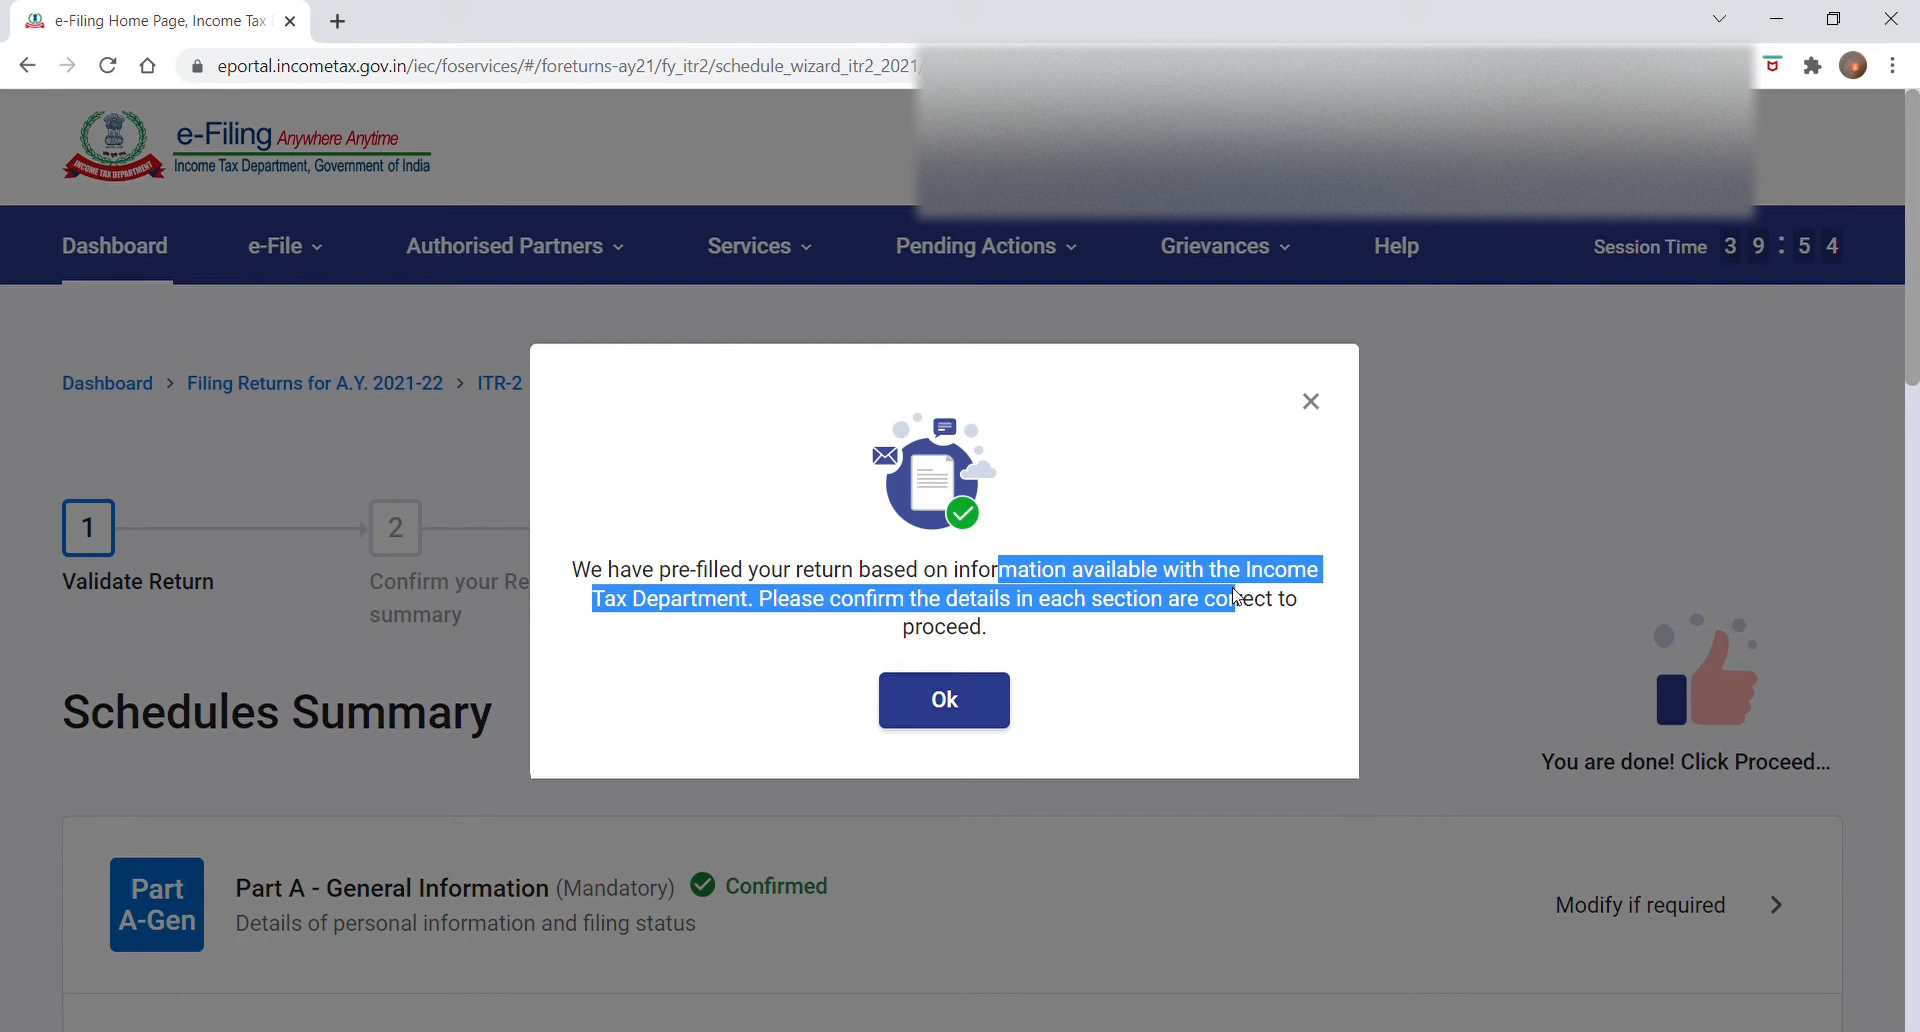 e-Filing Home Page, Income Tax
eportal.incometax.gov.in/iec/foservices/#/foreturns-ay21/fy_itr2/schedule_wizard_itr2_2021/
INCOME TAX DEPARTMENT
e-Filing Anywhere Anytime
Income Tax Department, Government of India
Dashboard e-File Authorised Partners Services Pending Actions Grievances Help Session Time 3 9 : 5 4
Dashboard > Filing Returns for A.Y. 2021-22 > ITR-2
We have pre-filled your return based on information available with the Income
Tax Department. Please confirm the details in each section are correct to
proceed.
Ok
1 2
Validate Return Confirm your Re
summary
Schedules Summary
You are done! Click Proceed...
Part
A-Gen
Part A - General Information (Mandatory) Confirmed
Details of personal information and filing status
Modify if required